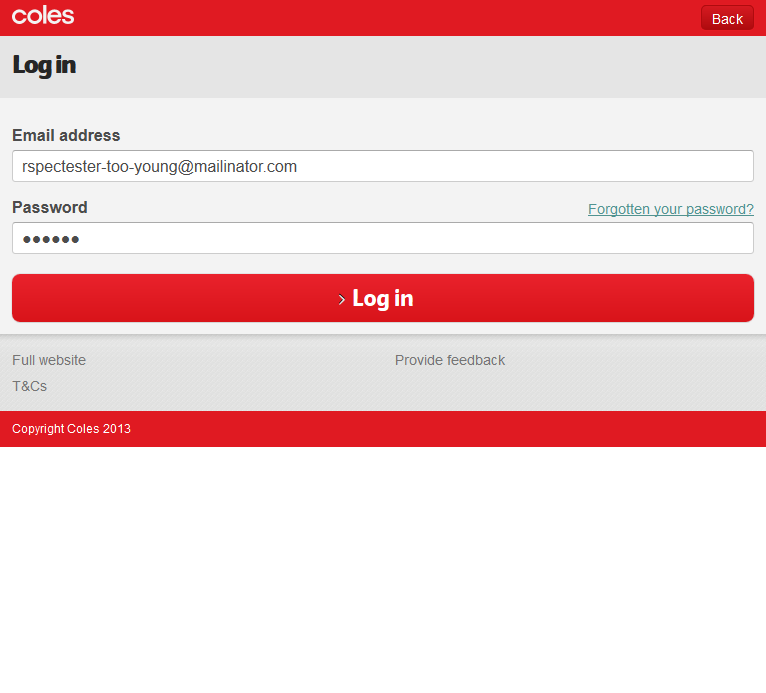 coles
Back
Log in
Email address
rspectester-too-young@mailinator.com
Password
Forgotten your password?
••••••
› Log in
Full website
Provide feedback
T&Cs
Copyright Coles 2013